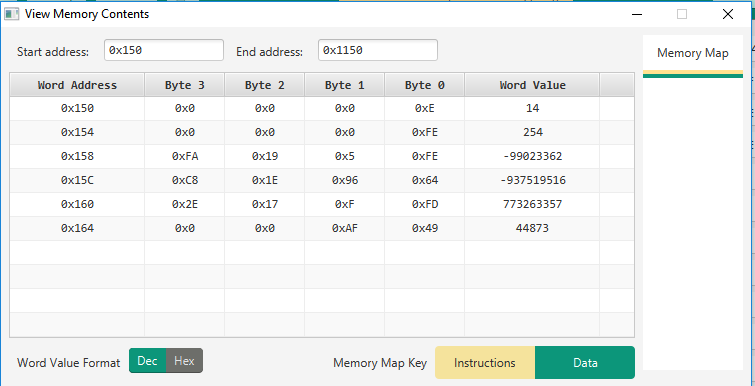 View Memory Contents
Start address: 0x150 End address: 0x1150 Memory Map
Word Address Byte 3 Byte 2 Byte 1 Byte 0 Word Value
0x150 0x0 0x0 0x0 0xE 14
0x154 0x0 0x0 0x0 0xFE 254
0x158 0xFA 0x19 0x5 0xFE -99023362
0x15C 0xC8 0x1E 0x96 0x64 -937519516
0x160 0x2E 0x17 0xF 0xFD 773263357
0x164 0x0 0x0 0xAF 0x49 44873
Word Value Format Dec Hex Memory Map Key Instructions Data